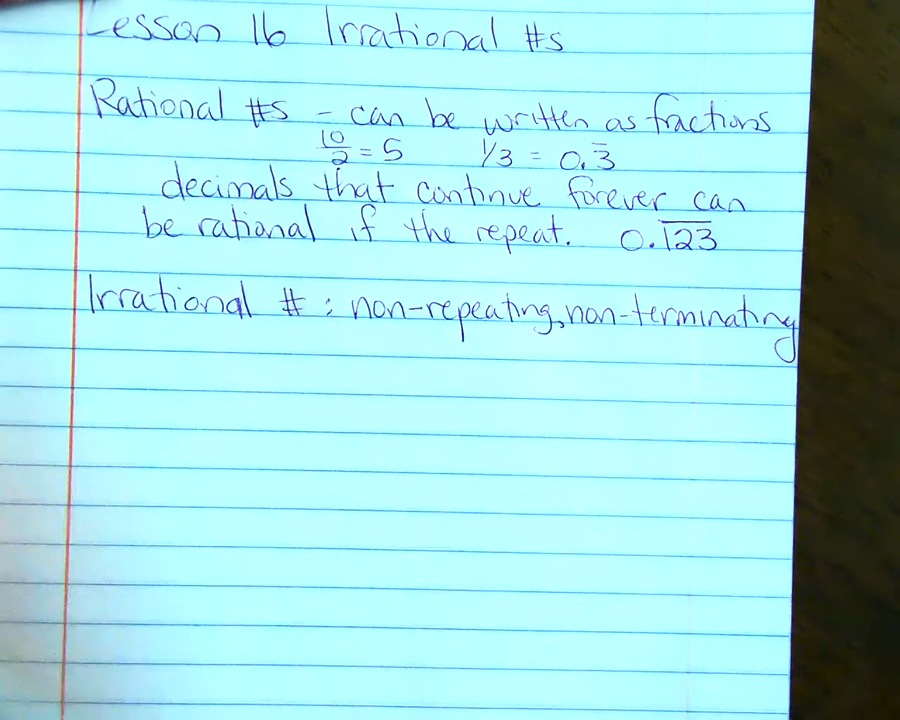 Lesson 16 Irrational #s
Rational #s - can be written as fractions
10/2 = 5 1/3 = 0.3̅
decimals that continue forever can
be rational if the repeat. 0.1̅2̅3̅
Irrational # : non-repeating, non-terminating